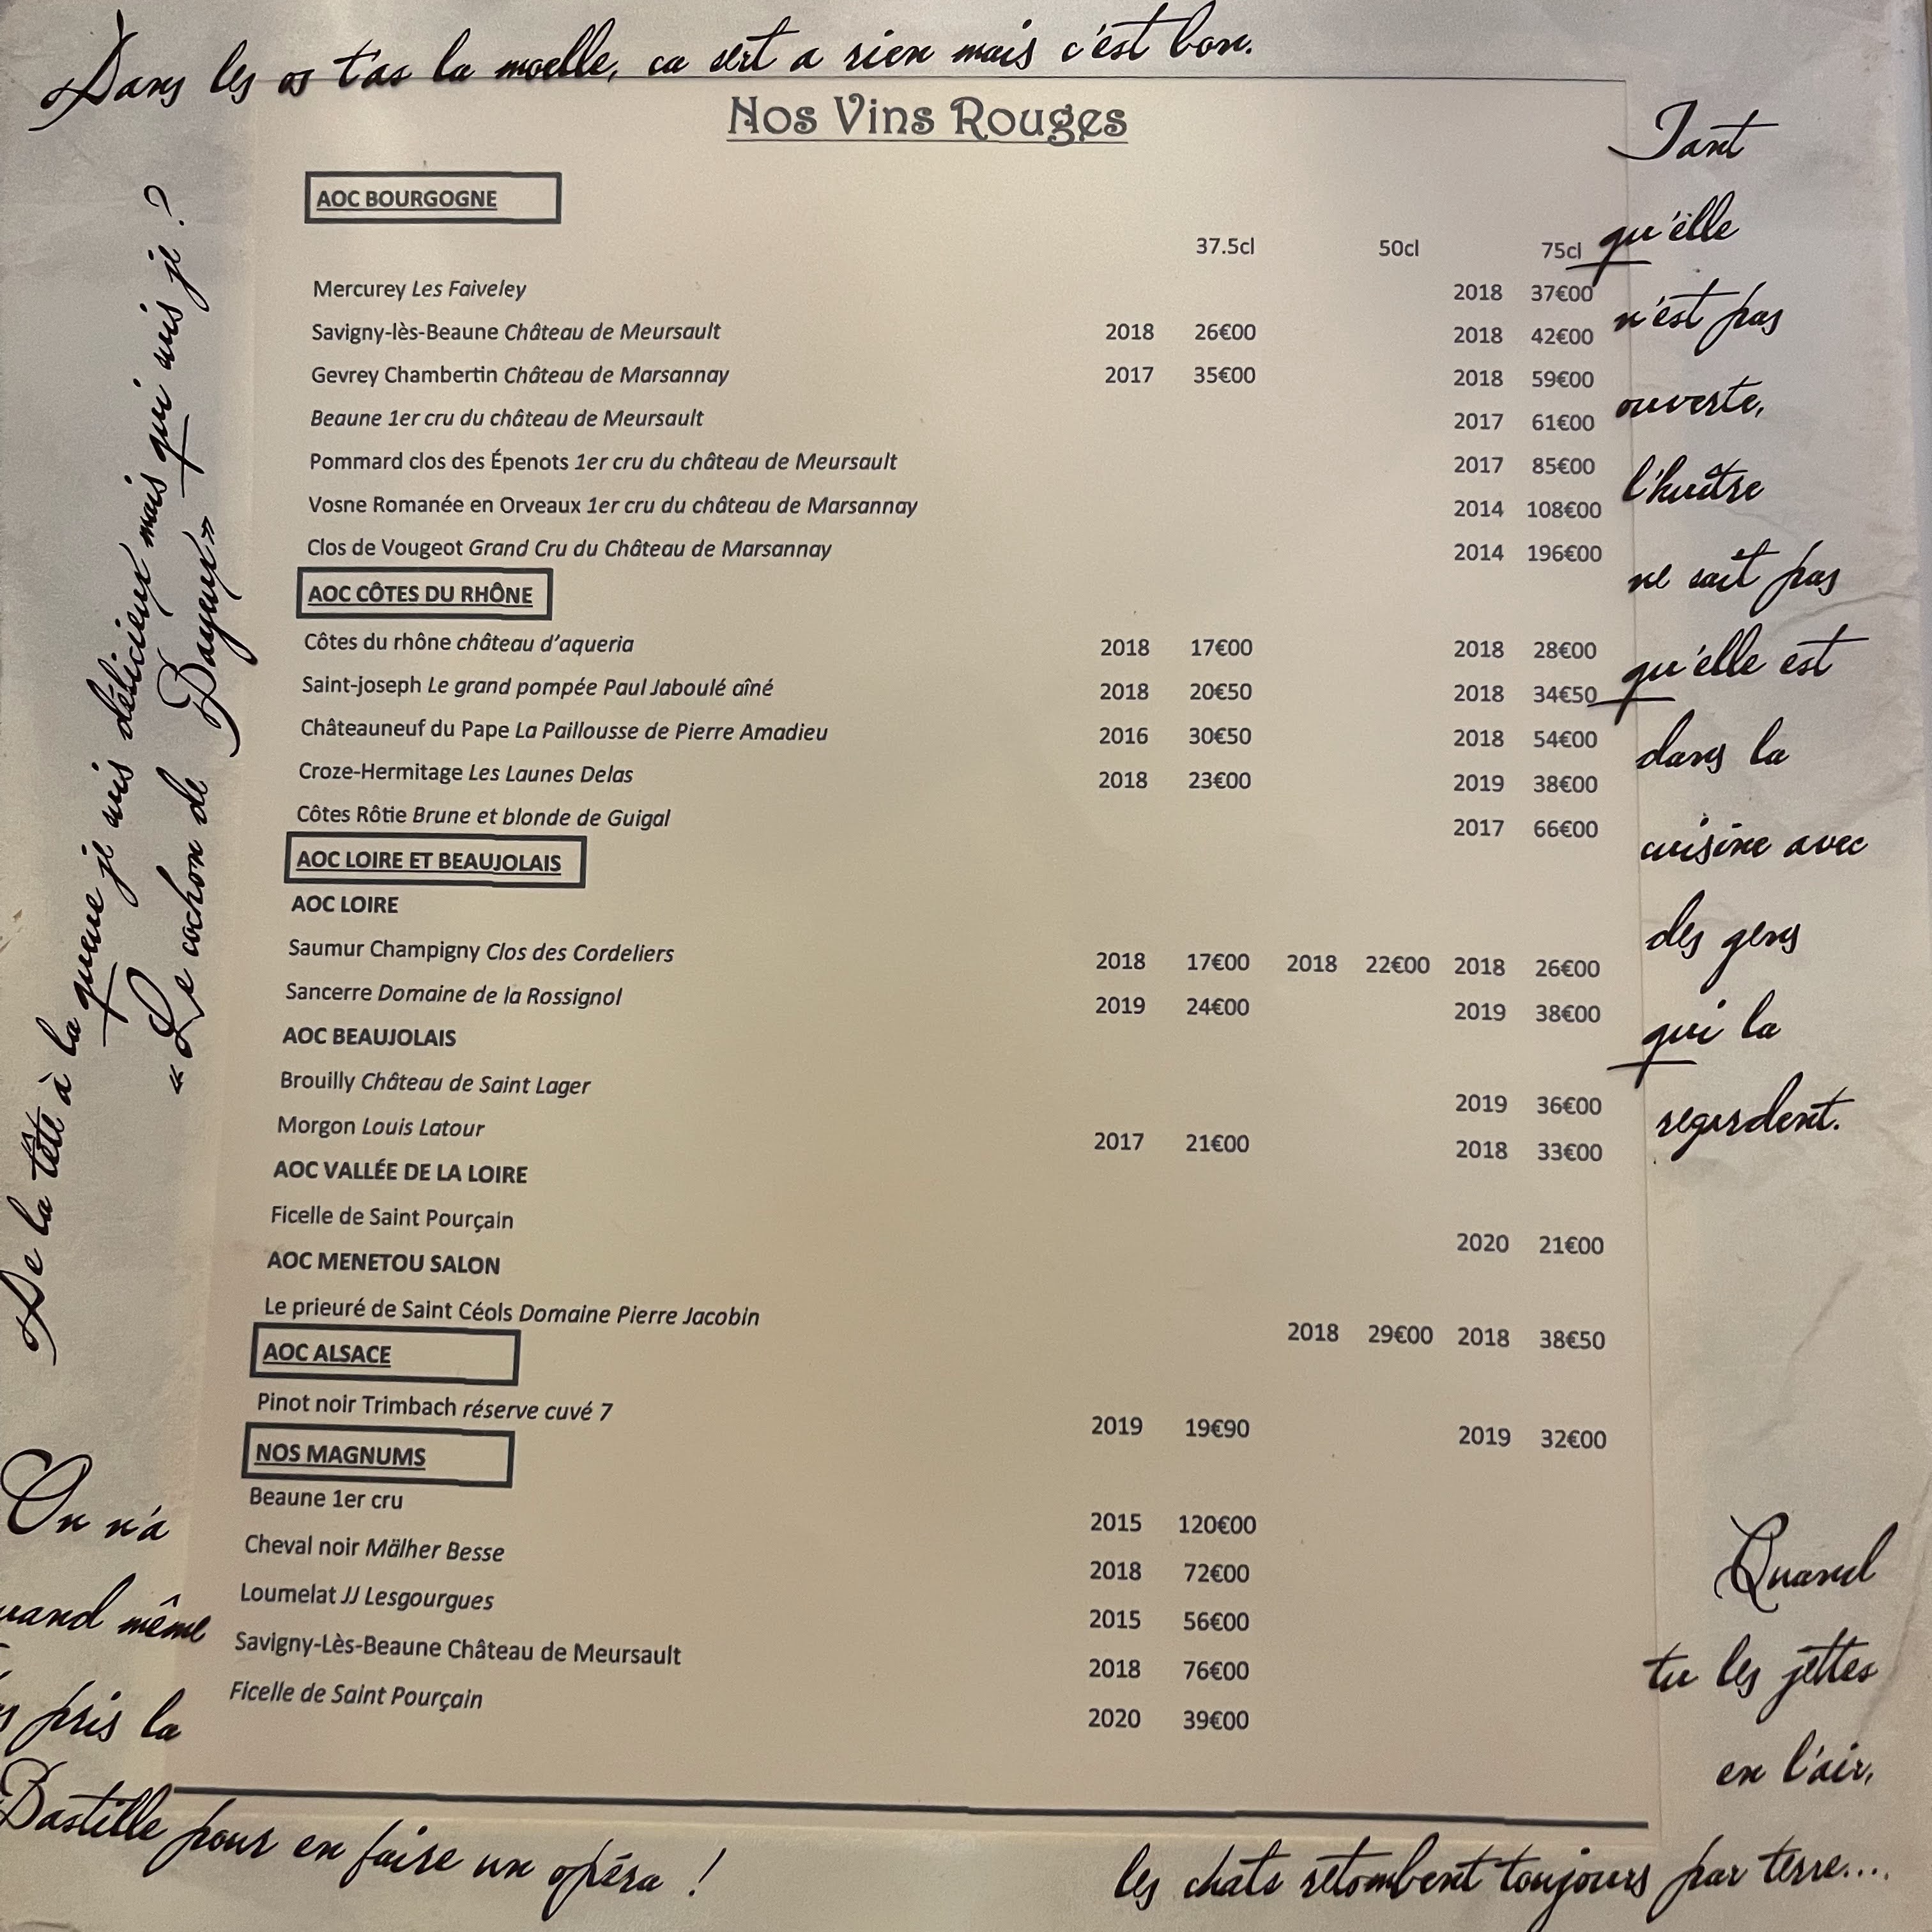 Dans les os t'as la moelle, ca sert a rien mais c'est bon.
Nos Vins Rouges
AOC BOURGOGNE
37.5cl 50cl 75cl
Mercurey Les Faiveley 2018 37€00
Savigny-lès-Beaune Château de Meursault 2018 26€00 2018 42€00
Gevrey Chambertin Château de Marsannay 2017 35€00 2018 59€00
Beaune 1er cru du château de Meursault 2017 61€00
Pommard clos des Épenots 1er cru du château de Meursault 2017 85€00
Vosne Romanée en Orveaux 1er cru du château de Marsannay 2014 108€00
Clos de Vougeot Grand Cru du Château de Marsannay 2014 196€00
AOC CÔTES DU RHÔNE
Côtes du rhône château d'aqueria 2018 17€00 2018 28€00
Saint-joseph Le grand pompée Paul Jaboulé aîné 2018 20€50 2018 34€50
Châteauneuf du Pape La Paillousse de Pierre Amadieu 2016 30€50 2018 54€00
Croze-Hermitage Les Launes Delas 2018 23€00 2019 38€00
Côtes Rôtie Brune et blonde de Guigal 2017 66€00
AOC LOIRE ET BEAUJOLAIS
AOC LOIRE
Saumur Champigny Clos des Cordeliers 2018 17€00 2018 22€00 2018 26€00
Sancerre Domaine de la Rossignol 2019 24€00 2019 38€00
AOC BEAUJOLAIS
Brouilly Château de Saint Lager 2019 36€00
Morgon Louis Latour 2017 21€00 2018 33€00
AOC VALLÉE DE LA LOIRE
Ficelle de Saint Pourçain 2020 21€00
AOC MENETOU SALON
Le prieuré de Saint Céols Domaine Pierre Jacobin 2018 29€00 2018 38€50
AOC ALSACE
Pinot noir Trimbach réserve cuvé 7 2019 19€90 2019 32€00
NOS MAGNUMS
Beaune 1er cru 2015 120€00
Cheval noir Mälher Besse 2018 72€00
Loumelat JJ Lesgourgues 2015 56€00
Savigny-Lès-Beaune Château de Meursault 2018 76€00
Ficelle de Saint Pourçain 2020 39€00
De la tête à la queue je suis délicieux mais qui suis je ?
« Le cochon de Bayeux »
Tant
qu'elle
n'est pas
ouverte,
l'huître
ne sait pas
qu'elle est
dans la
cuisine avec
des gens
qui la
regardent.
On n'a
uand même
pris la
Bastille pour en faire un opéra !
Quand
tu les jettes
en l'air,
les chats retombent toujours par terre....